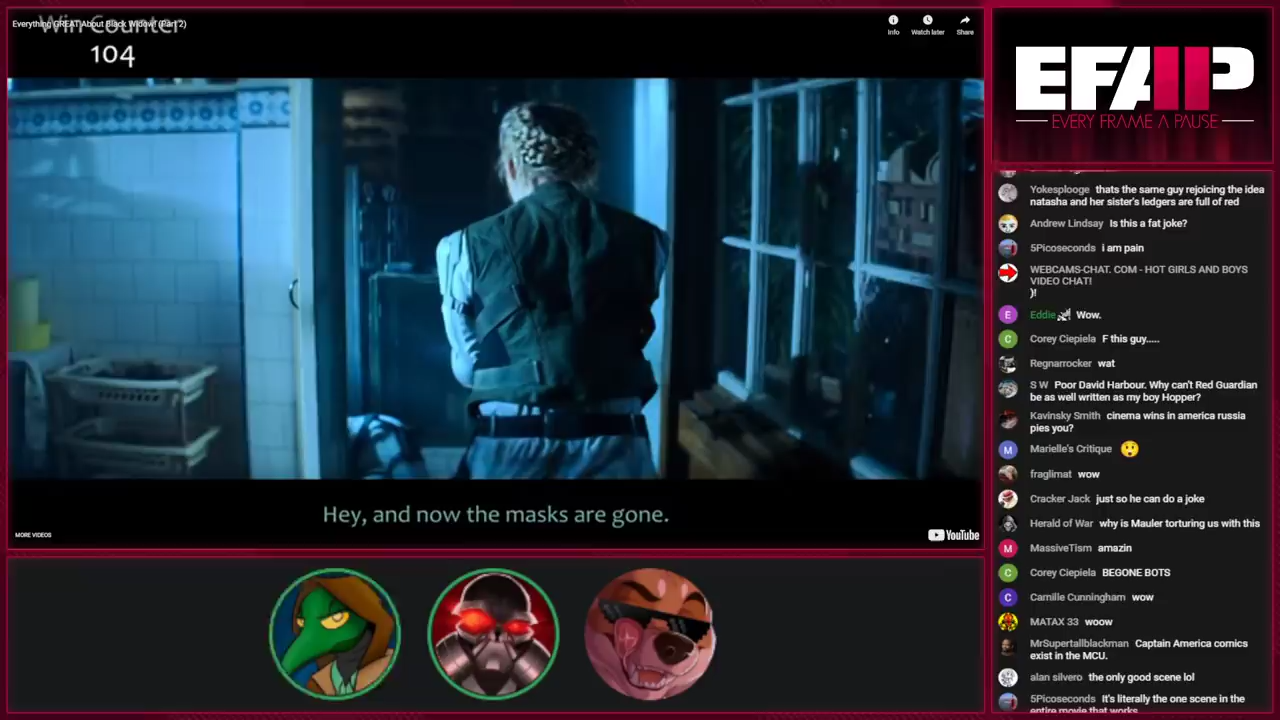 Everything GREAT About Black Widow! (Part 2)
Win Counter
104
Info
Watch later
Share
Hey, and now the masks are gone.
MORE VIDEOS
YouTube
EFAP
EVERY FRAME A PAUSE
Yokesplooge thats the same guy rejoicing the idea
natasha and her sister's ledgers are full of red
Andrew Lindsay Is this a fat joke?
5Picoseconds i am pain
WEBCAMS-CHAT. COM - HOT GIRLS AND BOYS
VIDEO CHAT!
)!
E
Eddie Wow.
C
Corey Ciepiela F this guy.....
Regnarrocker wat
S W Poor David Harbour. Why can't Red Guardian
be as well written as my boy Hopper?
Kavinsky Smith cinema wins in america russia
pies you?
M
Marielle's Critique 😲
fraglimat wow
Cracker Jack just so he can do a joke
Herald of War why is Mauler torturing us with this
M
MassiveTism amazin
C
Corey Ciepiela BEGONE BOTS
C
Camille Cunningham wow
MATAX 33 woow
MrSupertallblackman Captain America comics
exist in the MCU.
alan silvero the only good scene lol
5Picoseconds It's literally the one scene in the
entire movie that works